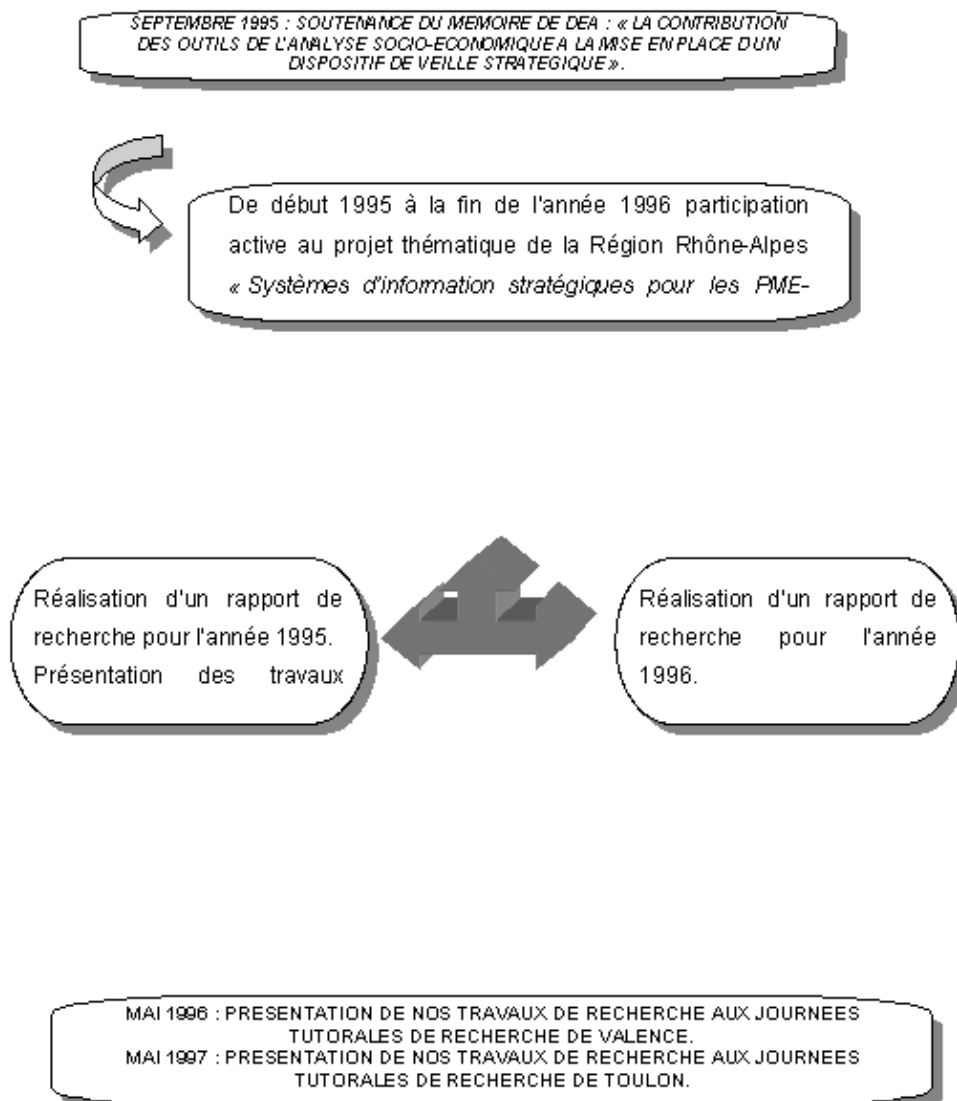 SEPTEMBRE 1995 : SOUTENANCE DU MEMOIRE DE DEA : « LA CONTRIBUTION
DES OUTILS DE L'ANALYSE SOCIO-ECONOMIQUE A LA MISE EN PLACE D'UN
DISPOSITIF DE VEILLE STRATEGIQUE ».
De début 1995 à la fin de l'année 1996 participation
active au projet thématique de la Région Rhône-Alpes
« Systèmes d'information stratégiques pour les PME-
Réalisation d'un rapport de
recherche pour l'année 1995.
Présentation des travaux
Réalisation d'un rapport de
recherche pour l'année
1996.
MAI 1996 : PRESENTATION DE NOS TRAVAUX DE RECHERCHE AUX JOURNEES
TUTORALES DE RECHERCHE DE VALENCE.
MAI 1997 : PRESENTATION DE NOS TRAVAUX DE RECHERCHE AUX JOURNEES
TUTORALES DE RECHERCHE DE TOULON.